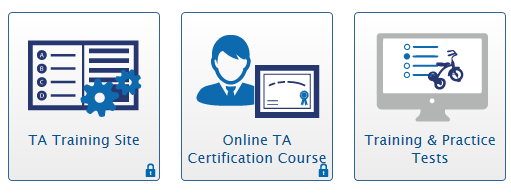 A
B
C
D
TA Training Site
Online TA
Certification Course
Training & Practice
Tests